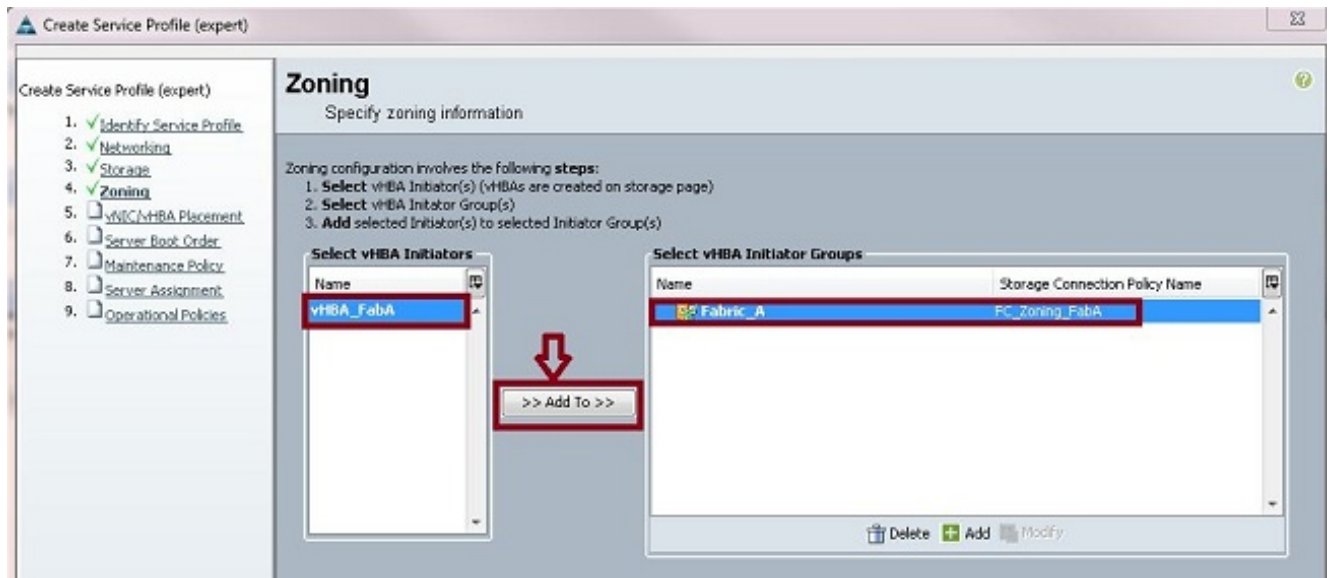 Create Service Profile (expert)
Create Service Profile (expert)
1. Identify Service Profile
2. Networking
3. Storage
4. Zoning
5. vNIC/vHBA Placement
6. Server Boot Order
7. Maintenance Policy
8. Server Assignment
9. Operational Policies
Zoning
Specify zoning information
Zoning configuration involves the following steps:
1. Select vHBA Initiator(s) (vHBAs are created on storage page)
2. Select vHBA Initator Group(s)
3. Add selected Initiator(s) to selected Initiator Group(s)
Select vHBA Initiators
Name
vHBA_FabA
>> Add To >>
Select vHBA Initiator Groups
Name Storage Connection Policy Name
Fabric_A FC_Zoning_FabA
Delete Add Modify